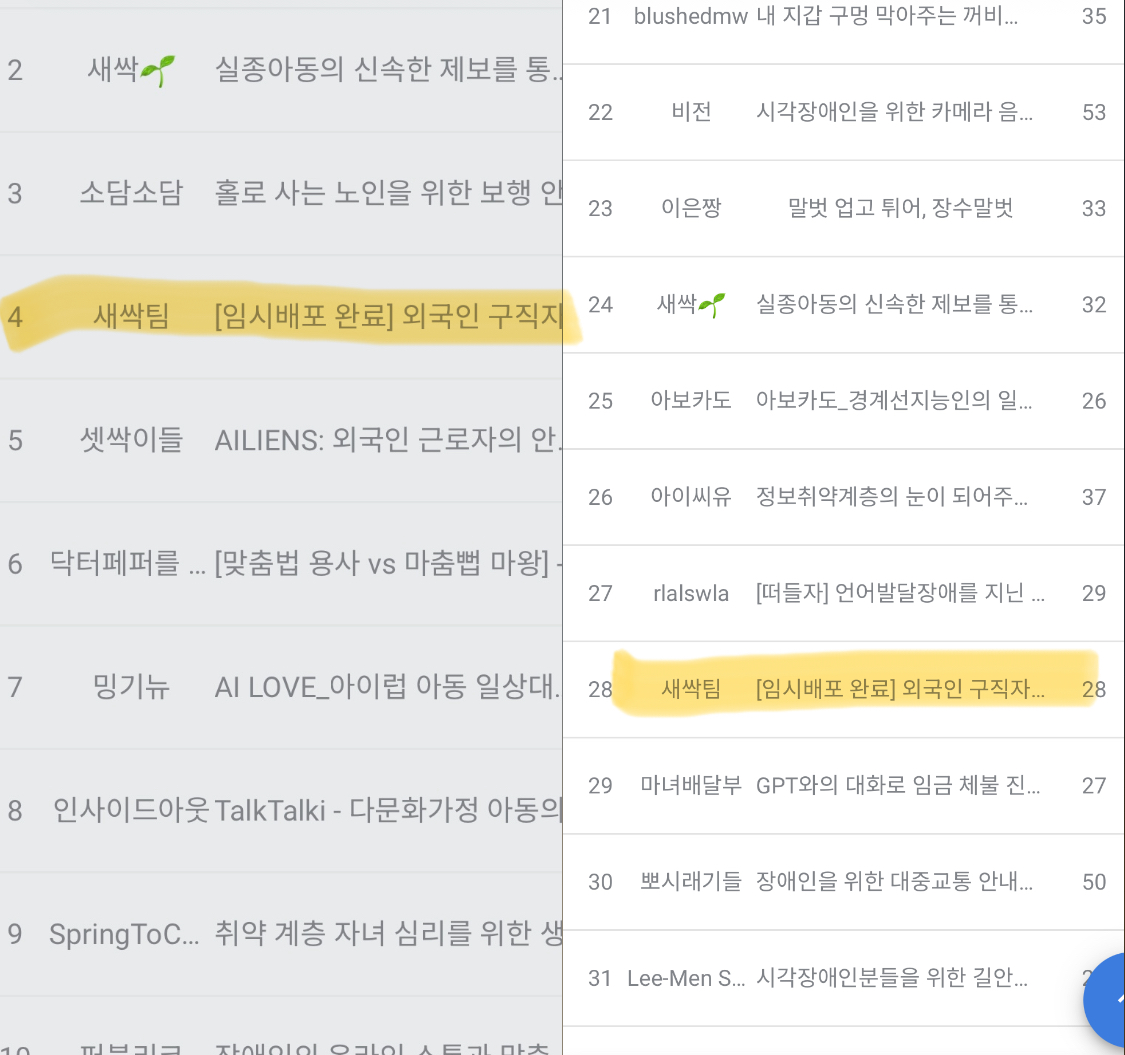 2 새싹🌱 실종아동의 신속한 제보를 통...
3 소담소담 홀로 사는 노인을 위한 보행 안
4 새싹팀 [임시배포 완료] 외국인 구직자
5 셋싹이들 AILIENS: 외국인 근로자의 안.
6 닥터페퍼를 ... [맞춤법 용사 vs 마춤뻡 마왕] -
7 밍기뉴 AI LOVE_아이럽 아동 일상대.
8 인사이드아웃 TalkTalki - 다문화가정 아동의
9 SpringToC... 취약 계층 자녀 심리를 위한 생
21 blushedmw 내 지갑 구멍 막아주는 꺼비... 35
22 비전 시각장애인을 위한 카메라 음... 53
23 이은짱 말벗 업고 튀어, 장수말벗 33
24 새싹🌱 실종아동의 신속한 제보를 통... 32
25 아보카도 아보카도_경계선지능인의 일... 26
26 아이씨유 정보취약계층의 눈이 되어주... 37
27 rlalswla [떠들자] 언어발달장애를 지닌 ... 29
28 새싹팀 [임시배포 완료] 외국인 구직자... 28
29 마녀배달부 GPT와의 대화로 임금 체불 진... 27
30 뽀시래기들 장애인을 위한 대중교통 안내... 50
31 Lee-Men S... 시각장애인분들을 위한 길안...